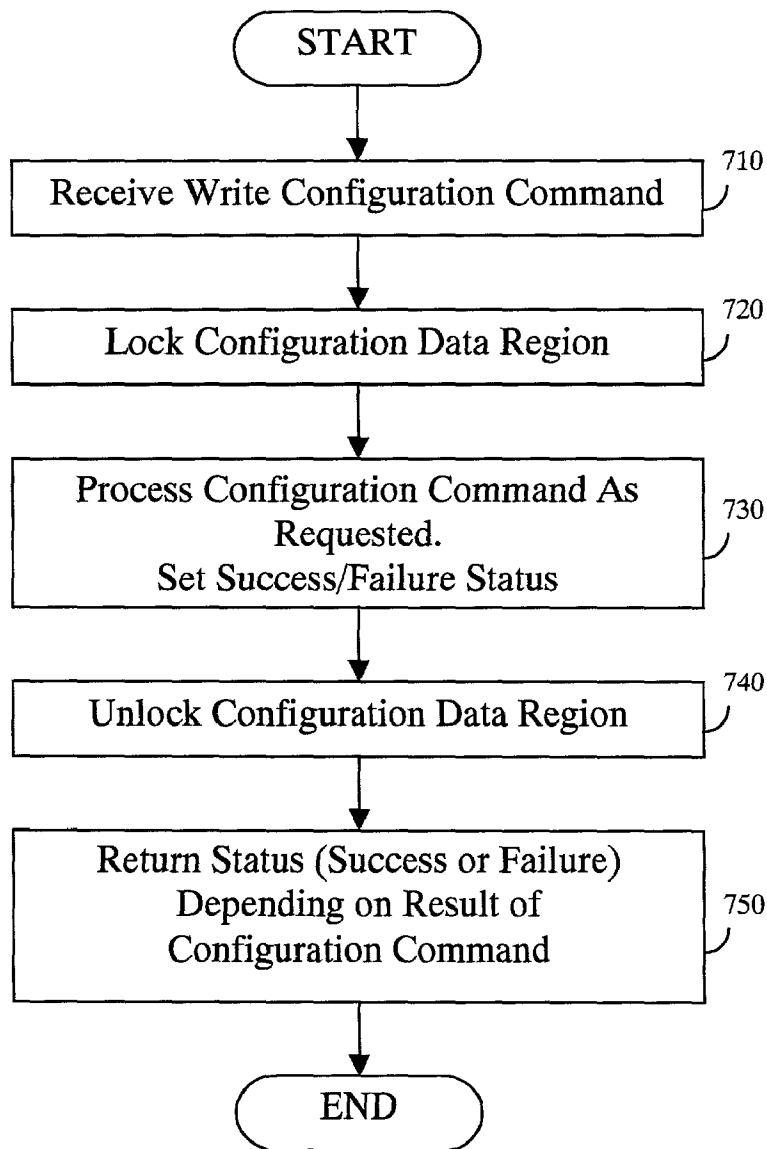 START
710
Receive Write Configuration Command
720
Lock Configuration Data Region
Process Configuration Command As
Requested.
Set Success/Failure Status
730
740
Unlock Configuration Data Region
Return Status (Success or Failure)
Depending on Result of
Configuration Command
750
END